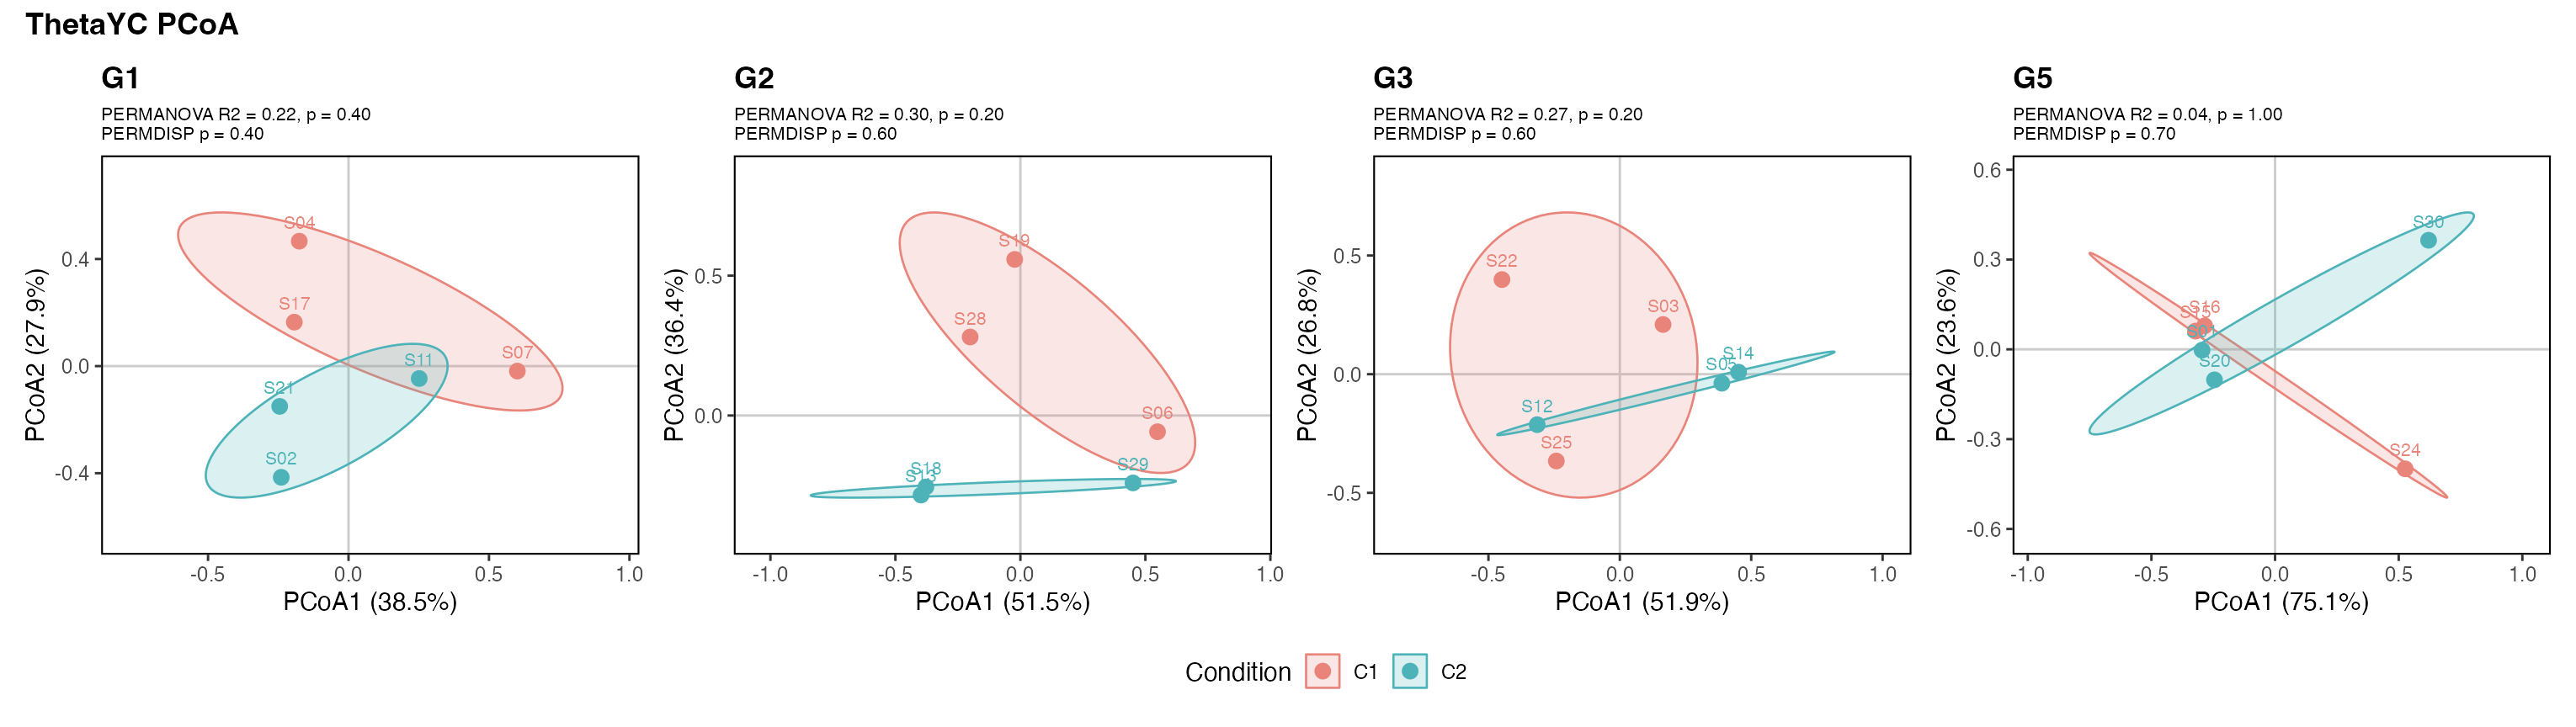 ThetaYC PCoA
G1
PERMANOVA R2 = 0.22, p = 0.40
PERMDISP p = 0.40
PCoA2 (27.9%)
0.4
0.0
-0.4
S04
S17
S07
S11
S21
S02
-0.5
0.0
0.5
1.0
PCoA1 (38.5%)
G2
PERMANOVA R2 = 0.30, p = 0.20
PERMDISP p = 0.60
PCoA2 (36.4%)
0.5
0.0
S19
S28
S06
S18
S13
S29
-1.0
-0.5
0.0
0.5
1.0
PCoA1 (51.5%)
G3
PERMANOVA R2 = 0.27, p = 0.20
PERMDISP p = 0.60
PCoA2 (26.8%)
0.5
0.0
-0.5
S22
S03
S14
S05
S12
S25
-0.5
0.0
0.5
1.0
PCoA1 (51.9%)
G5
PERMANOVA R2 = 0.04, p = 1.00
PERMDISP p = 0.70
PCoA2 (23.6%)
0.6
0.3
0.0
-0.3
-0.6
S30
S16
S20
S24
-1.0
-0.5
0.0
0.5
1.0
PCoA1 (75.1%)
Condition
C1
C2